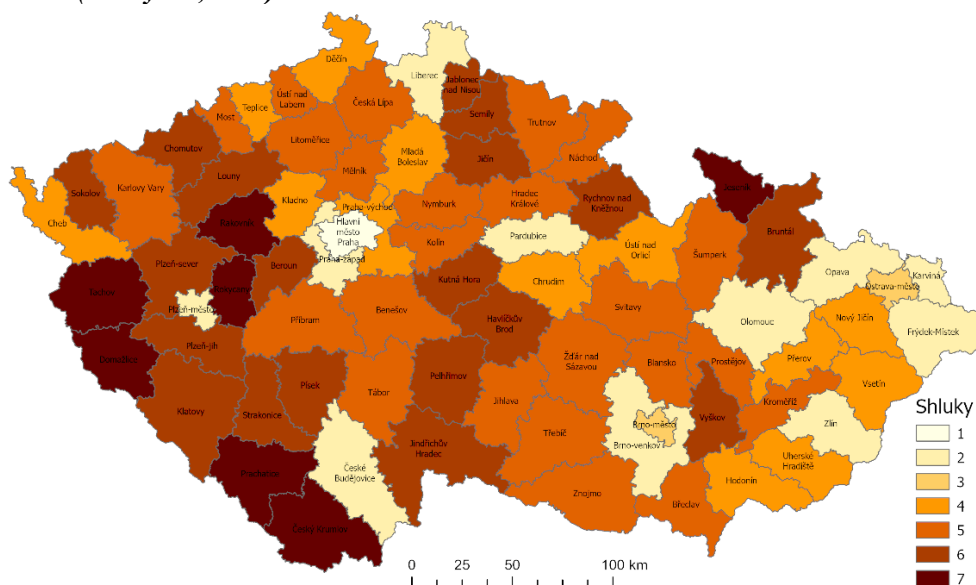 Děčín
Liberec
Jablonec
nad Nisou
Ústí nad
Labem
Teplice
Česká Lípa
Semily
Most
Trutnov
Litoměřice
Chomutov
Mladá
Boleslav
Náchod
Jičín
Louny
Mělník
Sokolov
Karlovy Vary
Kladno
Praha-východ
Nymburk
Hradec
Králové
Rychnov nad
Kněžnou
Cheb
Rakovník
Hlavní
město
Praha
Jeseník
Bruntál
Pardubice
Kolín
Praha-západ
Ústí nad
Orlicí
Šumperk
Opava
Karviná
Plzeň-sever
Beroun
Kutná Hora
Chrudim
Ostrava-město
Tachov
Rokycany
Plzeň-město
Příbram
Benešov
Svitavy
Olomouc
Nový Jičín
Frýdek-Místek
Havlíčkův
Brod
Plzeň-jih
Domažlice
Žďár nad
Sázavou
Blansko
Prostějov
Přerov
Vsetín
Pelhřimov
Písek
Tábor
Jihlava
Kroměříž
Klatovy
Strakonice
Vyškov
Zlín
Shluky
Brno-město
Třebíč
Brno-venkov
Jindřichův
Hradec
Uherské
Hradiště
České
Budějovice
Prachatice
Hodonín
Znojmo
Břeclav
Český Krumlov
1
2
3
4
5
6
7
0 25 50 100 km